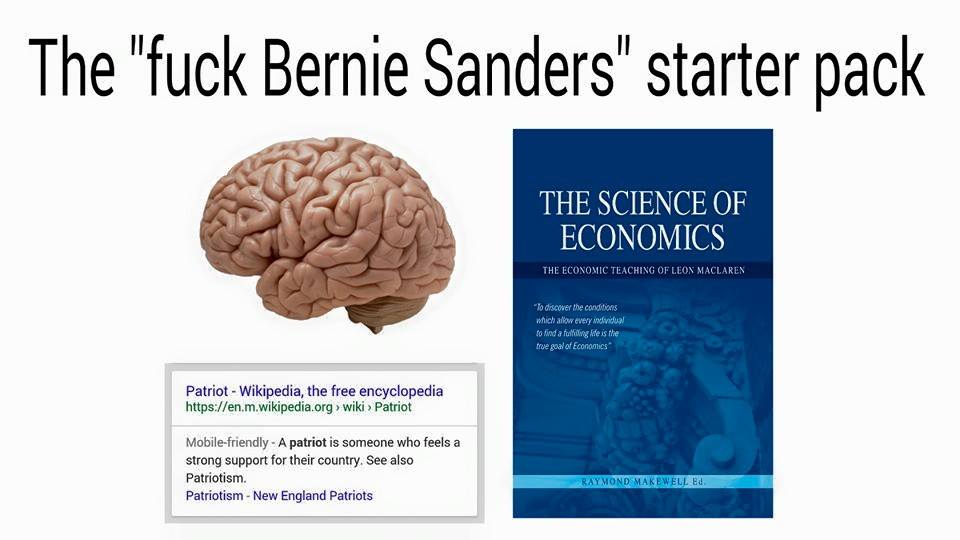 The "fuck Bernie Sanders" starter pack
THE SCIENCE OF
ECONOMICS
THE ECONOMIC TEACHING OF LEON MACLAREN
"To discover the conditions
which allow every individual
to find a fulfilling life is the
true goal of Economics"
RAYMOND MAKEWELL Ed.
Patriot - Wikipedia, the free encyclopedia
https://en.m.wikipedia.org › wiki › Patriot
Mobile-friendly - A patriot is someone who feels a
strong support for their country. See also
Patriotism.
Patriotism - New England Patriots